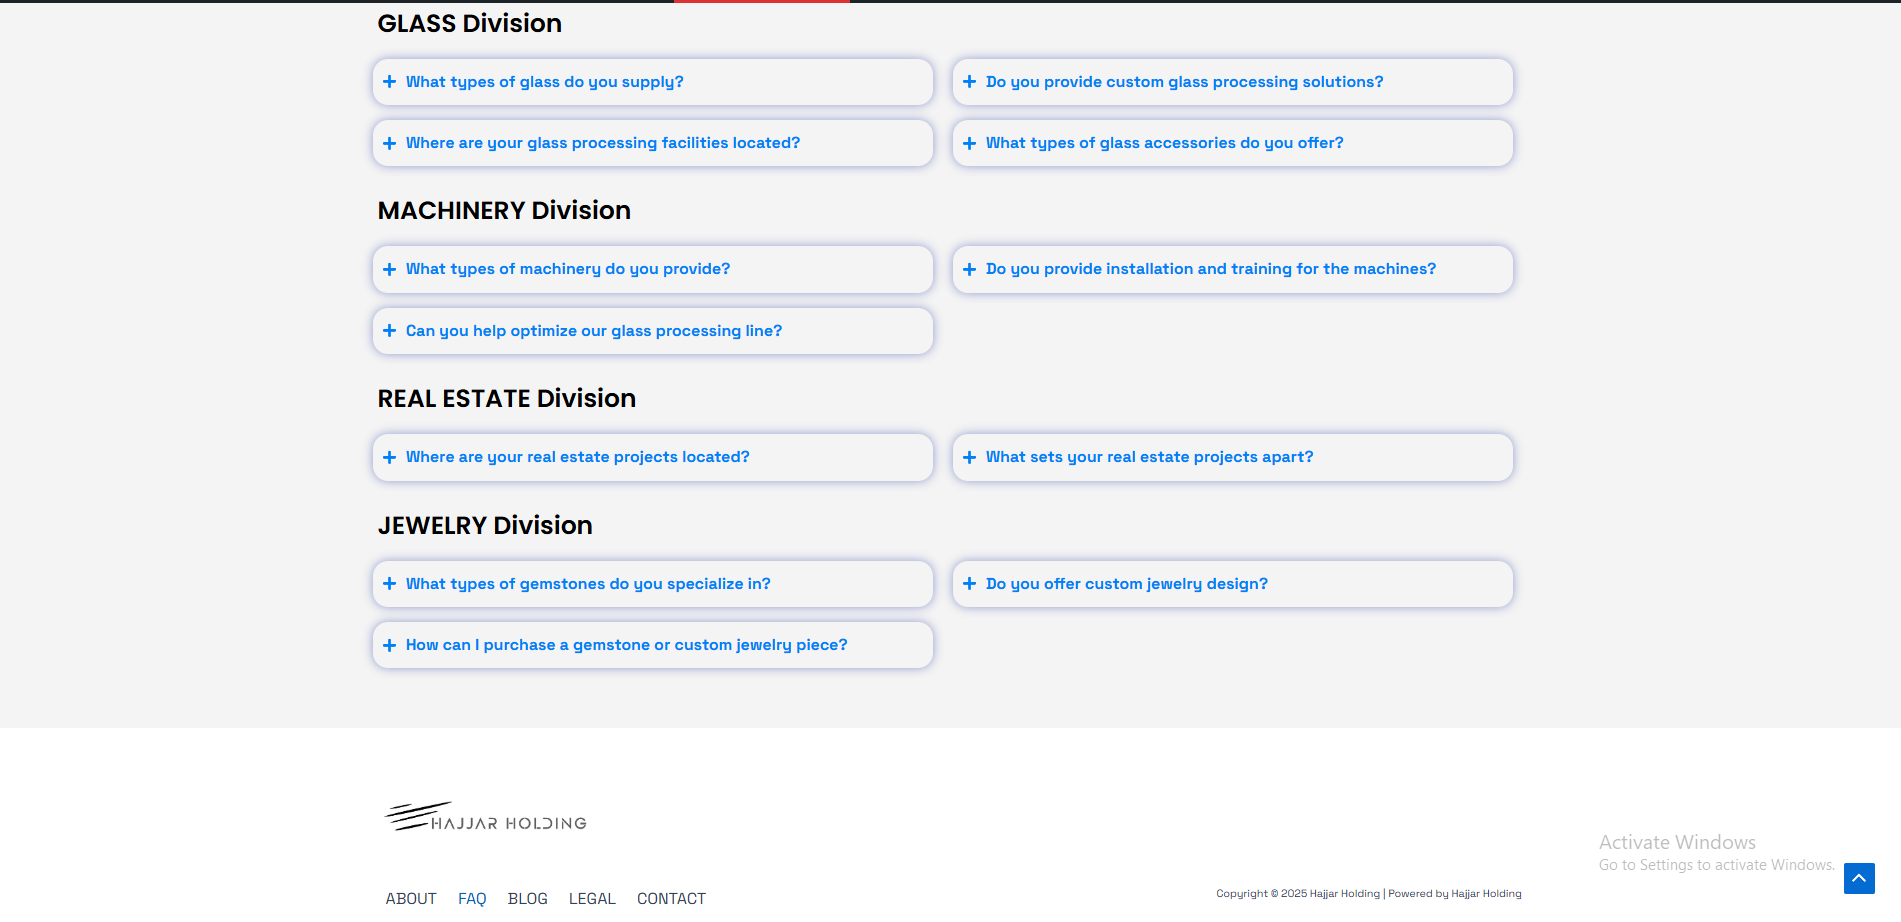 GLASS Division
What types of glass do you supply?
Do you provide custom glass processing solutions?
Where are your glass processing facilities located?
What types of glass accessories do you offer?
MACHINERY Division
What types of machinery do you provide?
Do you provide installation and training for the machines?
Can you help optimize our glass processing line?
REAL ESTATE Division
Where are your real estate projects located?
What sets your real estate projects apart?
JEWELRY Division
What types of gemstones do you specialize in?
Do you offer custom jewelry design?
How can I purchase a gemstone or custom jewelry piece?
HAJJAR HOLDING
Activate Windows
Go to Settings to activate Windows.
ABOUT FAQ BLOG LEGAL CONTACT
Copyright © 2025 Hajjar Holding | Powered by Hajjar Holding